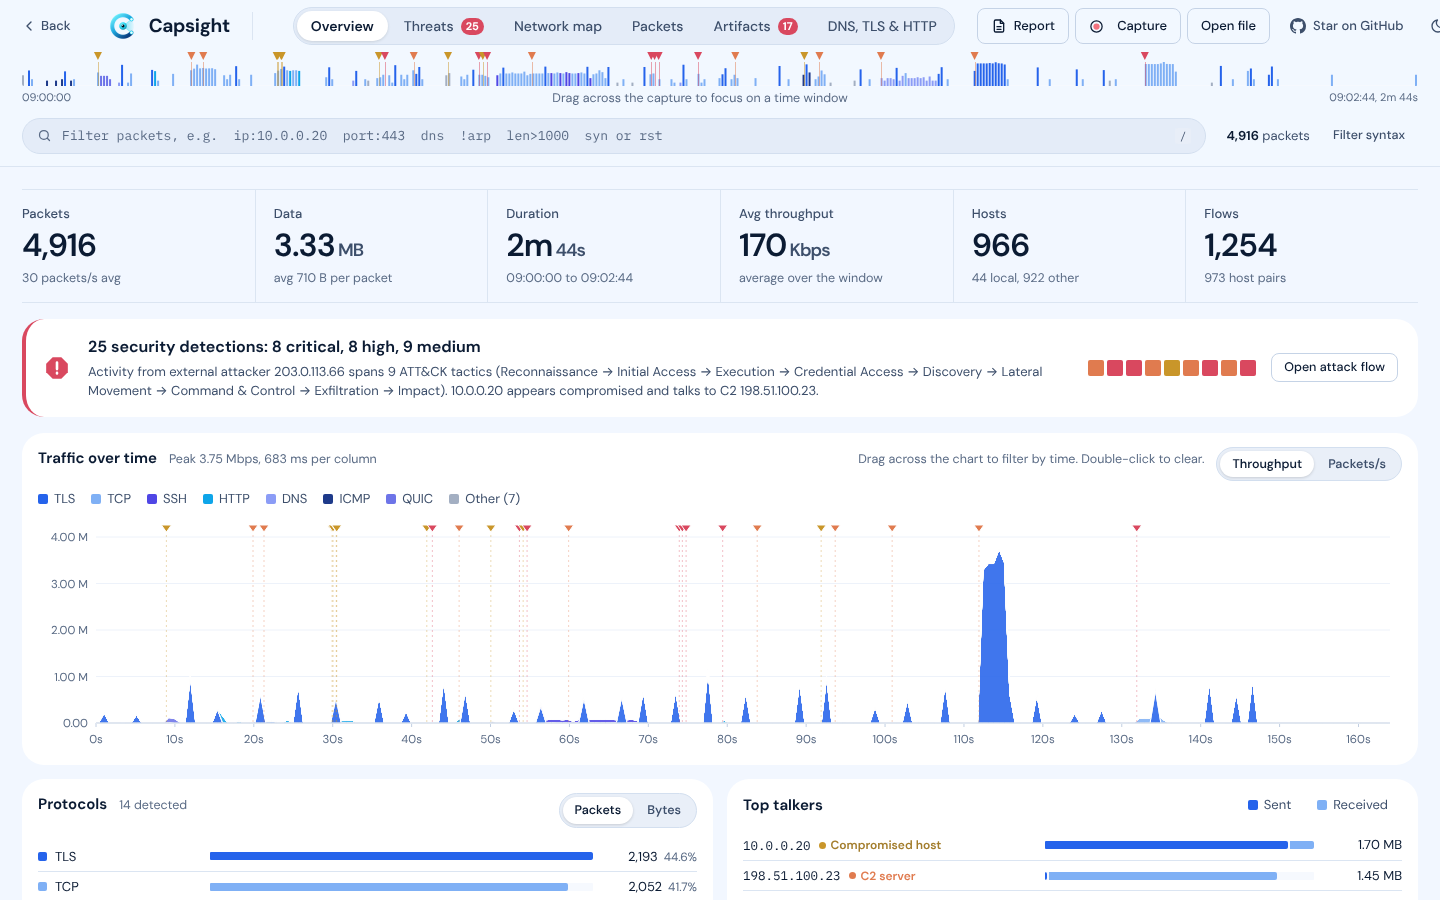 Back
Capsight
Overview
Threats 25
Network map
Packets
Artifacts 17
DNS, TLS & HTTP
Report
Capture
Open file
Star on GitHub
09:00:00
Drag across the capture to focus on a time window
09:02:44, 2m 44s
Filter packets, e.g. ip:10.0.0.20 port:443 dns !arp len>1000 syn or rst
/
4,916 packets
Filter syntax
Packets
4,916
30 packets/s avg
Data
3.33 MB
avg 710 B per packet
Duration
2m 44s
09:00:00 to 09:02:44
Avg throughput
170 Kbps
average over the window
Hosts
966
44 local, 922 other
Flows
1,254
973 host pairs
25 security detections: 8 critical, 8 high, 9 medium
Activity from external attacker 203.0.113.66 spans 9 ATT&CK tactics (Reconnaissance → Initial Access → Execution → Credential Access → Discovery → Lateral
Movement → Command & Control → Exfiltration → Impact). 10.0.0.20 appears compromised and talks to C2 198.51.100.23.
Open attack flow
Traffic over time
Peak 3.75 Mbps, 683 ms per column
Drag across the chart to filter by time. Double-click to clear.
Throughput
Packets/s
TLS
TCP
SSH
HTTP
DNS
ICMP
QUIC
Other (7)
4.00 M
3.00 M
2.00 M
1.00 M
0.00
0s 10s 20s 30s 40s 50s 60s 70s 80s 90s 100s 110s 120s 130s 140s 150s 160s
Protocols
14 detected
Packets
Bytes
TLS 2,193 44.6%
TCP 2,052 41.7%
Top talkers
Sent
Received
10.0.0.20 Compromised host 1.70 MB
198.51.100.23 C2 server 1.45 MB